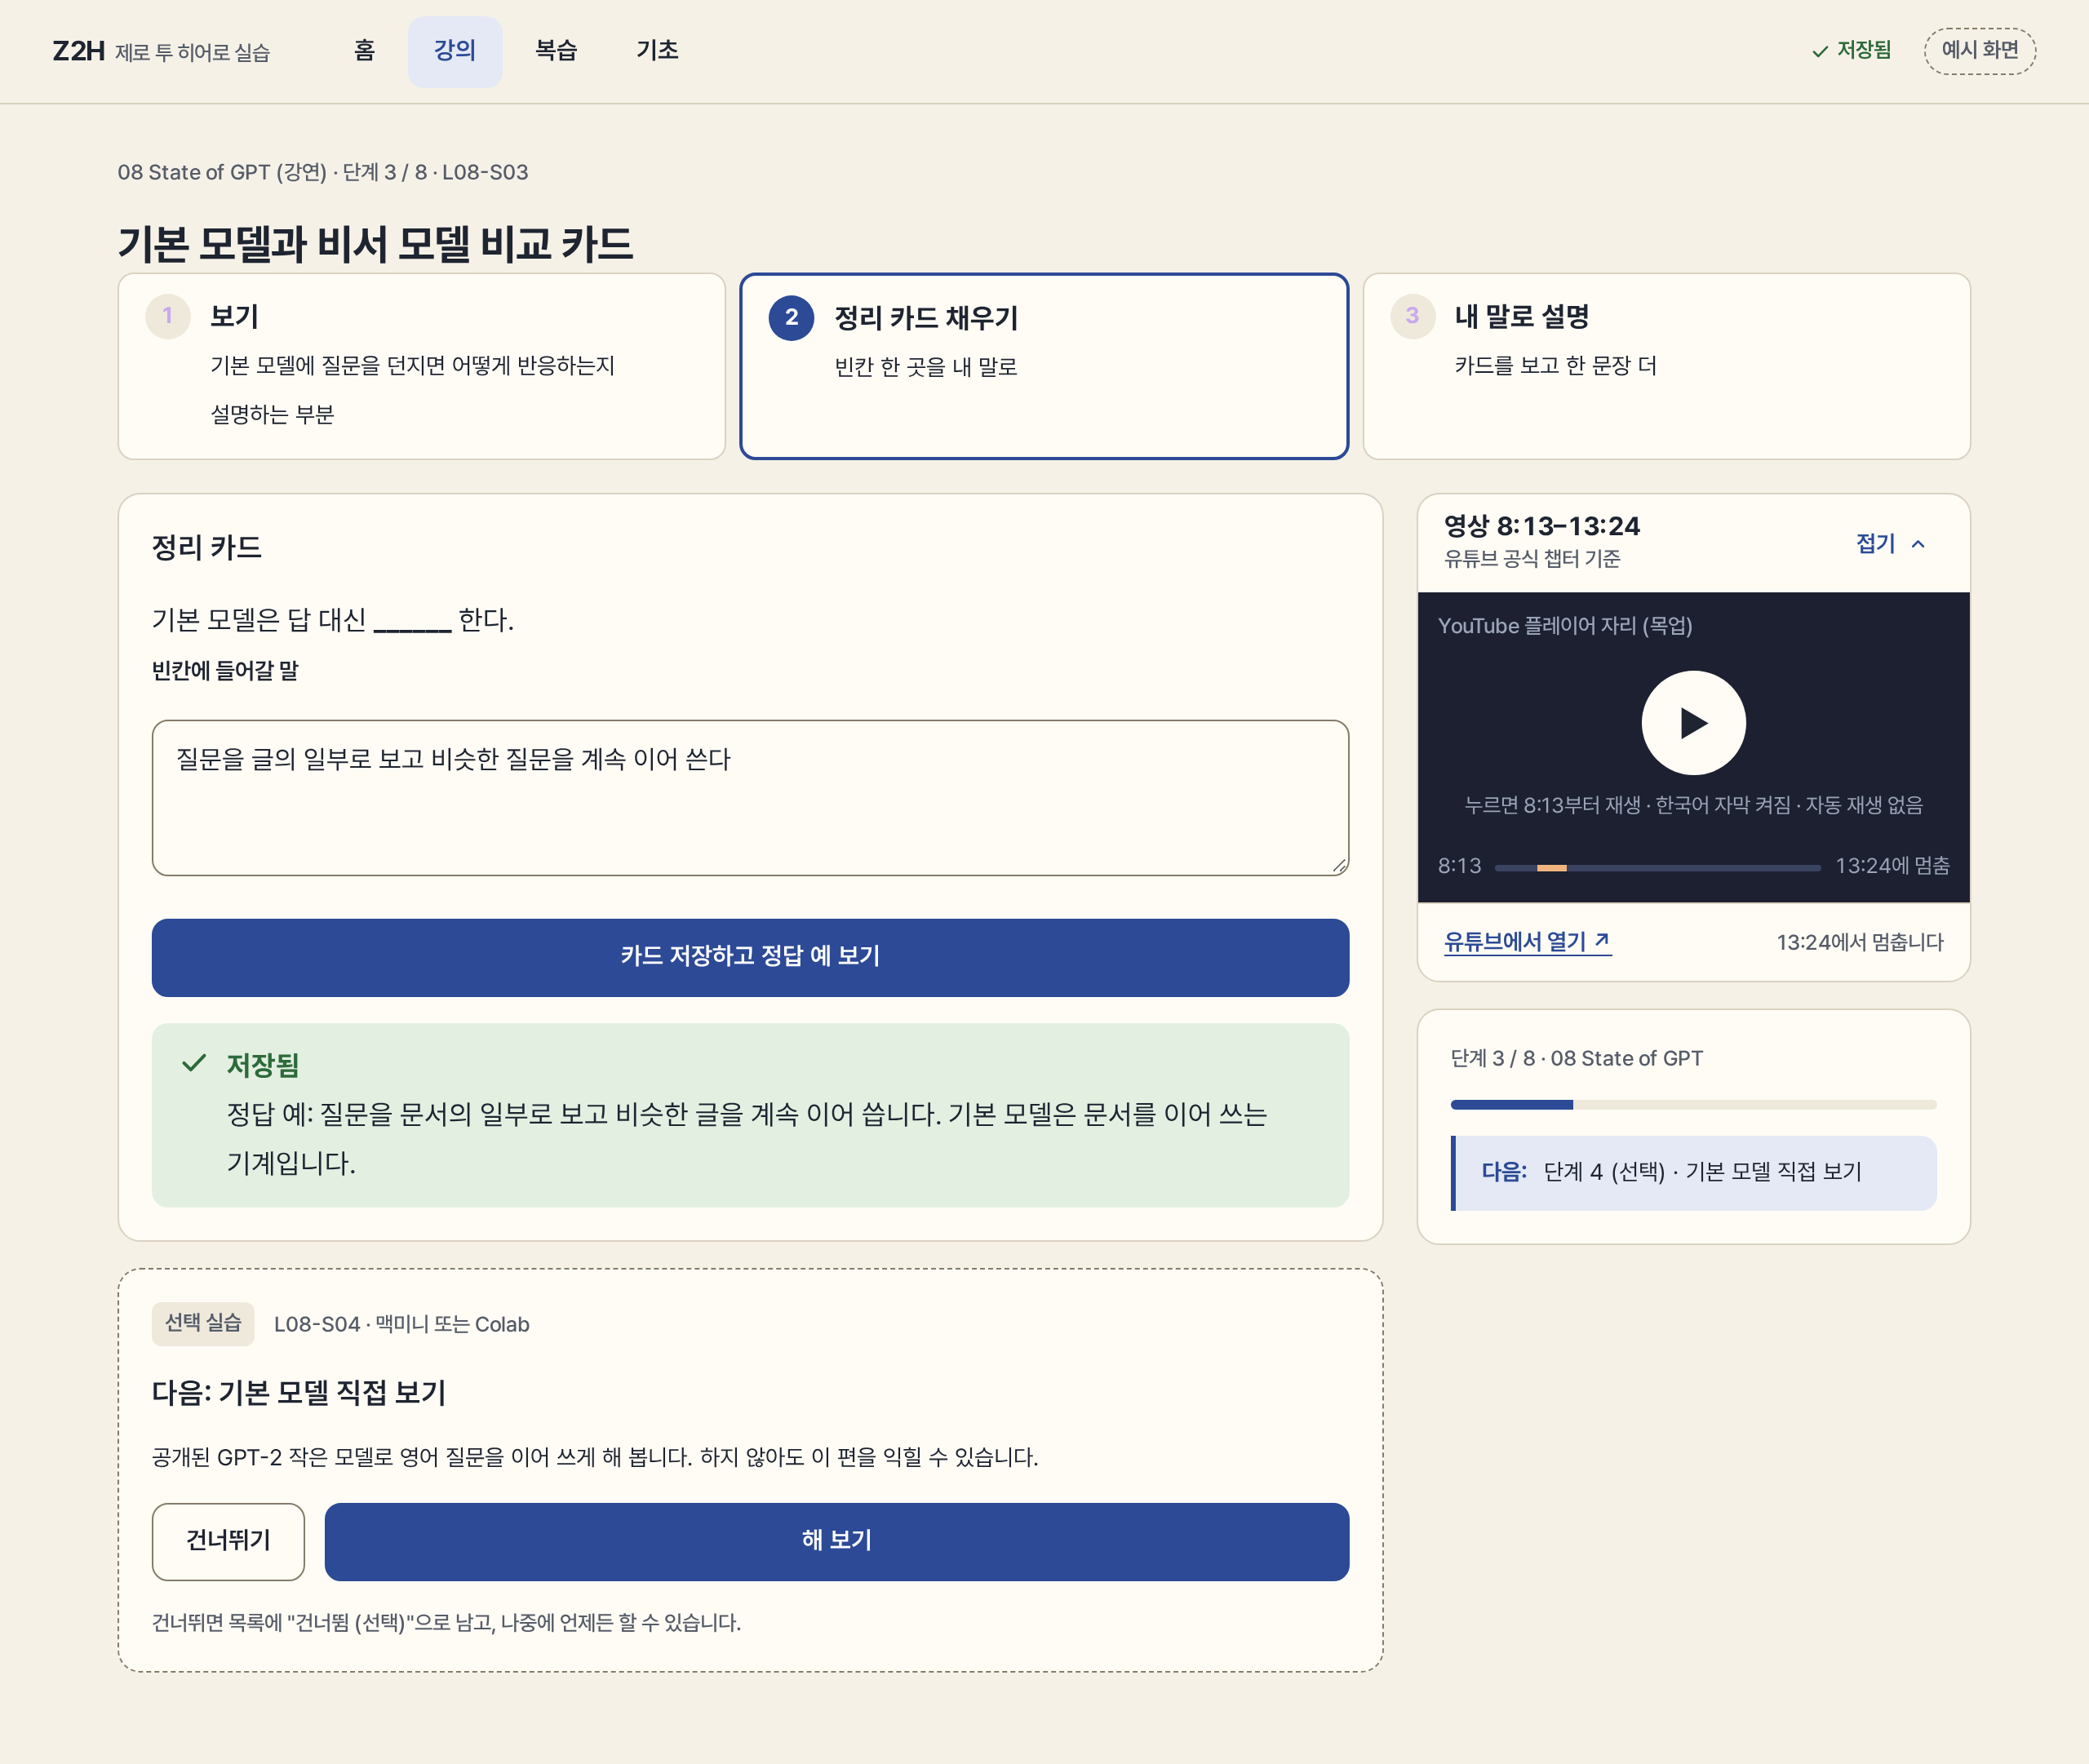 Z2H 제로 투 히어로 실습
홈
강의
복습
기초
저장됨
예시 화면
08 State of GPT (강연) · 단계 3 / 8 · L08-S03
기본 모델과 비서 모델 비교 카드
1 보기
기본 모델에 질문을 던지면 어떻게 반응하는지
설명하는 부분
2 정리 카드 채우기
빈칸 한 곳을 내 말로
3 내 말로 설명
카드를 보고 한 문장 더
정리 카드
기본 모델은 답 대신 ______ 한다.
빈칸에 들어갈 말
질문을 글의 일부로 보고 비슷한 질문을 계속 이어 쓴다
카드 저장하고 정답 예 보기
저장됨
정답 예: 질문을 문서의 일부로 보고 비슷한 글을 계속 이어 씁니다. 기본 모델은 문서를 이어 쓰는
기계입니다.
영상 8:13–13:24
유튜브 공식 챕터 기준
접기
YouTube 플레이어 자리 (목업)
누르면 8:13부터 재생 · 한국어 자막 켜짐 · 자동 재생 없음
8:13
13:24에 멈춤
유튜브에서 열기 ↗
13:24에서 멈춥니다
단계 3 / 8 · 08 State of GPT
다음: 단계 4 (선택) · 기본 모델 직접 보기
선택 실습
L08-S04 · 맥미니 또는 Colab
다음: 기본 모델 직접 보기
공개된 GPT-2 작은 모델로 영어 질문을 이어 쓰게 해 봅니다. 하지 않아도 이 편을 익힐 수 있습니다.
건너뛰기
해 보기
건너뛰면 목록에 "건너뜀 (선택)"으로 남고, 나중에 언제든 할 수 있습니다.